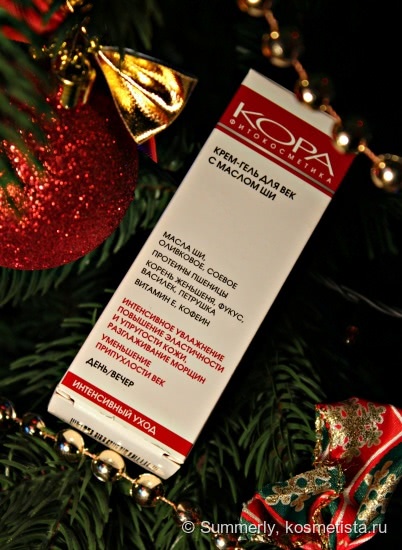 КОРА
ФИТОКОСМЕТИКА
КРЕМ-ГЕЛЬ ДЛЯ ВЕК
С МАСЛОМ ШИ
МАСЛА ШИ,
ОЛИВКОВОЕ, СОЕВОЕ
ПРОТЕИНЫ ПШЕНИЦЫ
КОРЕНЬ ЖЕНЬШЕНЯ, ФУКУС,
ВАСИЛЕК, ПЕТРУШКА
ВИТАМИН Е, КОФЕИН
ИНТЕНСИВНОЕ УВЛАЖНЕНИЕ
ПОВЫШЕНИЕ ЭЛАСТИЧНОСТИ
И УПРУГОСТИ КОЖИ,
РАЗГЛАЖИВАНИЕ МОРЩИН
УМЕНЬШЕНИЕ
ПРИПУХЛОСТИ ВЕК
ДЕНЬ/ВЕЧЕР
ИНТЕНСИВНЫЙ УХОД
© Summerly, kosmetista.ru